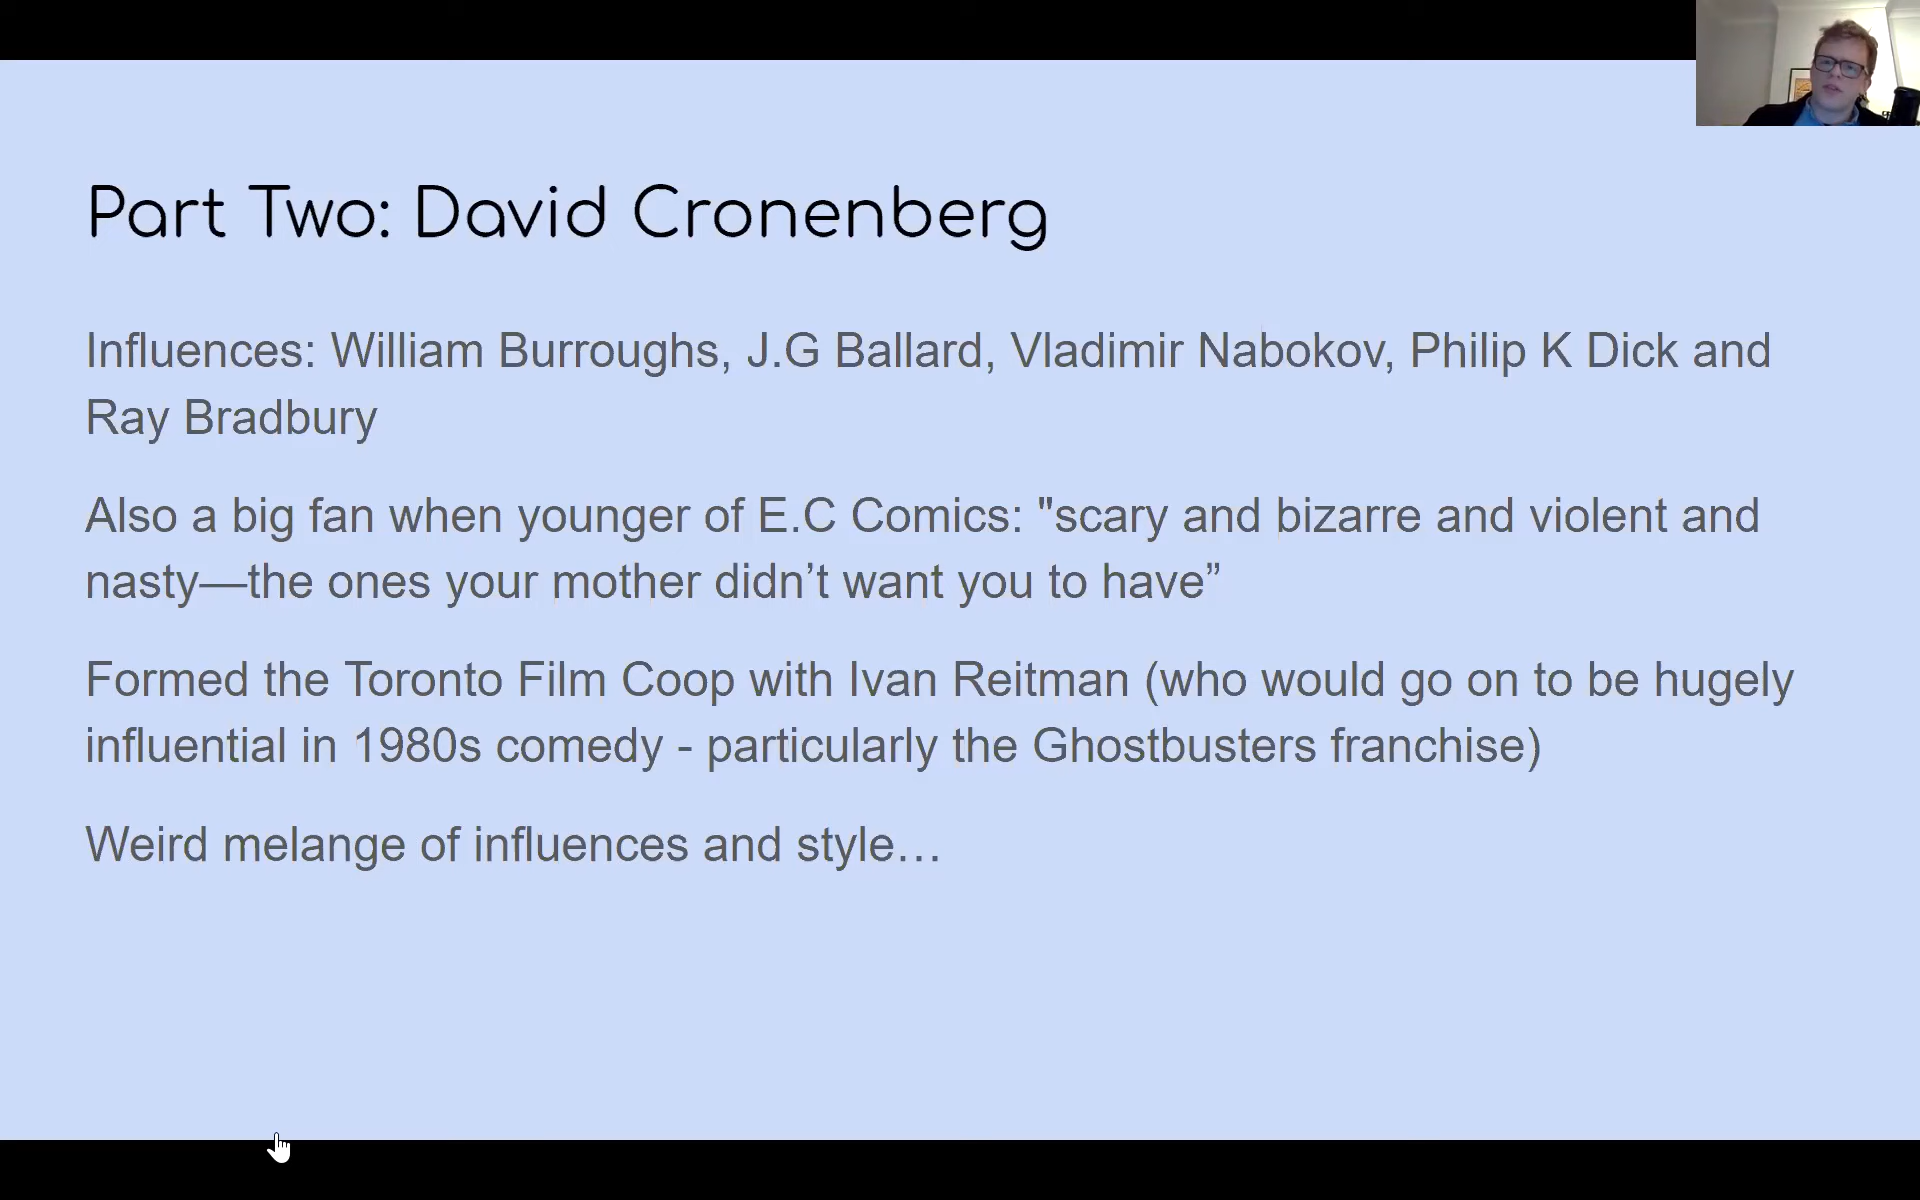 Part Two: David Cronenberg
Influences: William Burroughs, J.G Ballard, Vladimir Nabokov, Philip K Dick and
Ray Bradbury
Also a big fan when younger of E.C Comics: "scary and bizarre and violent and
nasty—the ones your mother didn’t want you to have”
Formed the Toronto Film Coop with Ivan Reitman (who would go on to be hugely
influential in 1980s comedy - particularly the Ghostbusters franchise)
Weird melange of influences and style…